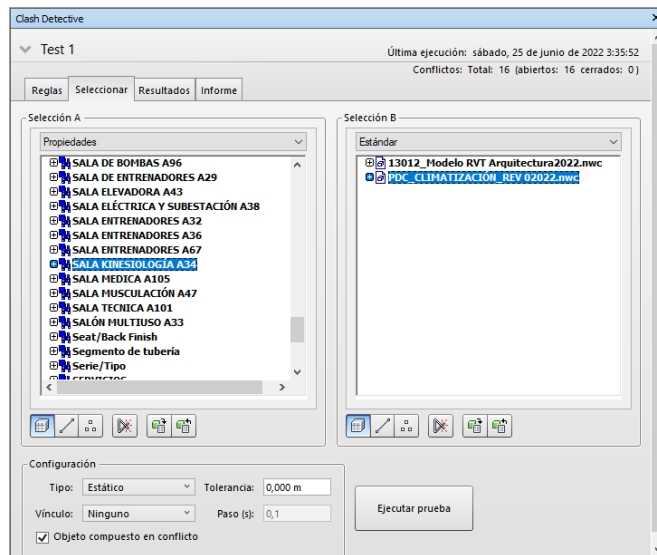 Clash Detective
Test 1
Última ejecución: sábado, 25 de junio de 2022 3:35:52
Conflictos: Total: 16 (abiertos: 16 cerrados: 0)
Reglas Seleccionar Resultados Informe
Selección A
Propiedades
SALA DE BOMBAS A96
SALA DE ENTRENADORES A29
SALA ELEVADORA A43
SALA ELÉCTRICA Y SUBESTACIÓN A38
SALA ENTRENADORES A32
SALA ENTRENADORES A36
SALA ENTRENADORES A67
SALA KINESIOLOGÍA A34
SALA MEDICA A105
SALA MUSCULACIÓN A47
SALA TECNICA A101
SALÓN MULTIUSO A33
Seat/Back Finish
Segmento de tubería
Serie/Tipo
SERVICIOS
Selección B
Estándar
13012_Modelo RVT Arquitectura2022.nwc
PDC_CLIMATIZACIÓN_REV 02022.nwc
Configuración
Tipo: Estático Tolerancia: 0,000 m
Vínculo: Ninguno Paso (s): 0,1
Objeto compuesto en conflicto
Ejecutar prueba